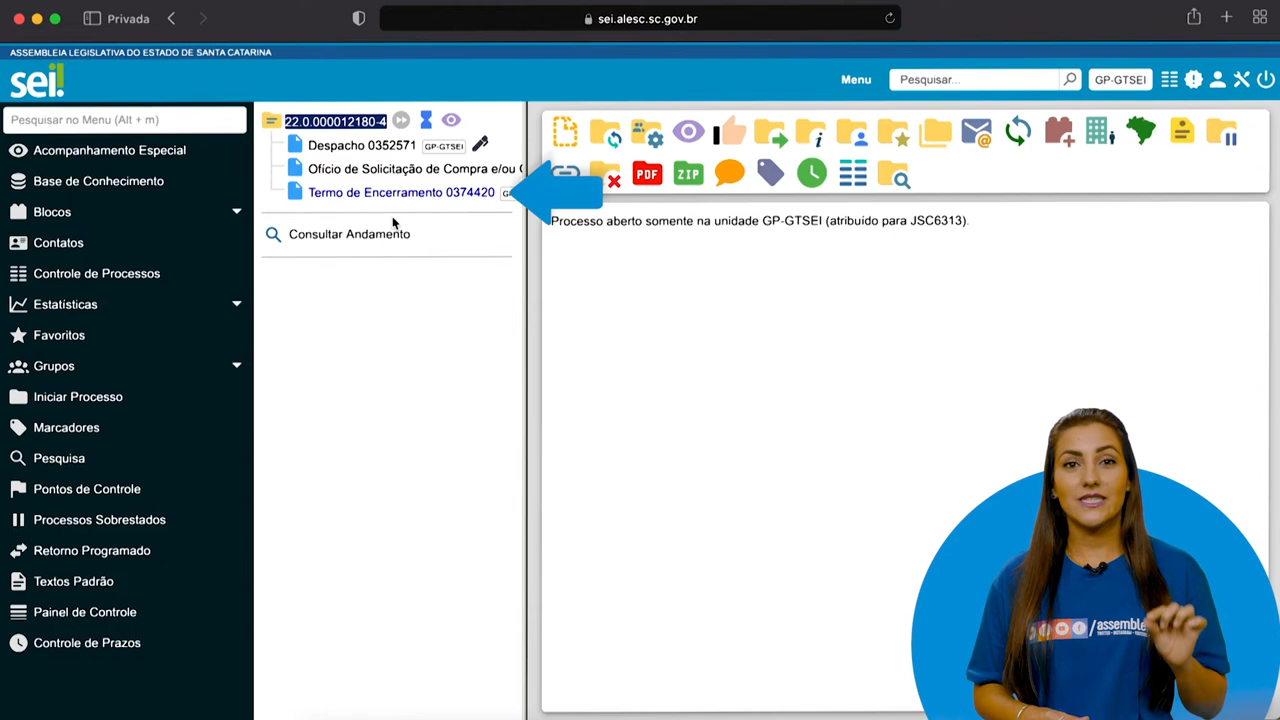 Privada
sei.alesc.sc.gov.br
ASSEMBLEIA LEGISLATIVA DO ESTADO DE SANTA CATARINA
sei!
Menu
Pesquisar...
GP-GTSEI
Pesquisar no Menu (Alt + m)
Acompanhamento Especial
Base de Conhecimento
Blocos
Contatos
Controle de Processos
Estatísticas
Favoritos
Grupos
Iniciar Processo
Marcadores
Pesquisa
Pontos de Controle
Processos Sobrestados
Retorno Programado
Textos Padrão
Painel de Controle
Controle de Prazos
22.0.000012180-4
Despacho 0352571 GP-GTSEI
Ofício de Solicitação de Compra e/ou
Termo de Encerramento 0374420
Consultar Andamento
PDF
ZIP
Processo aberto somente na unidade GP-GTSEI (atribuído para JSC6313).
/assemble